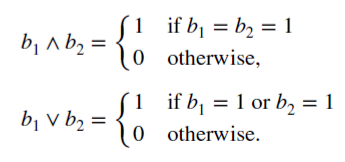 b₁ ∧ b₂ = { 1 if b₁ = b₂ = 1
0 otherwise,
b₁ ∨ b₂ = { 1 if b₁ = 1 or b₂ = 1
0 otherwise.